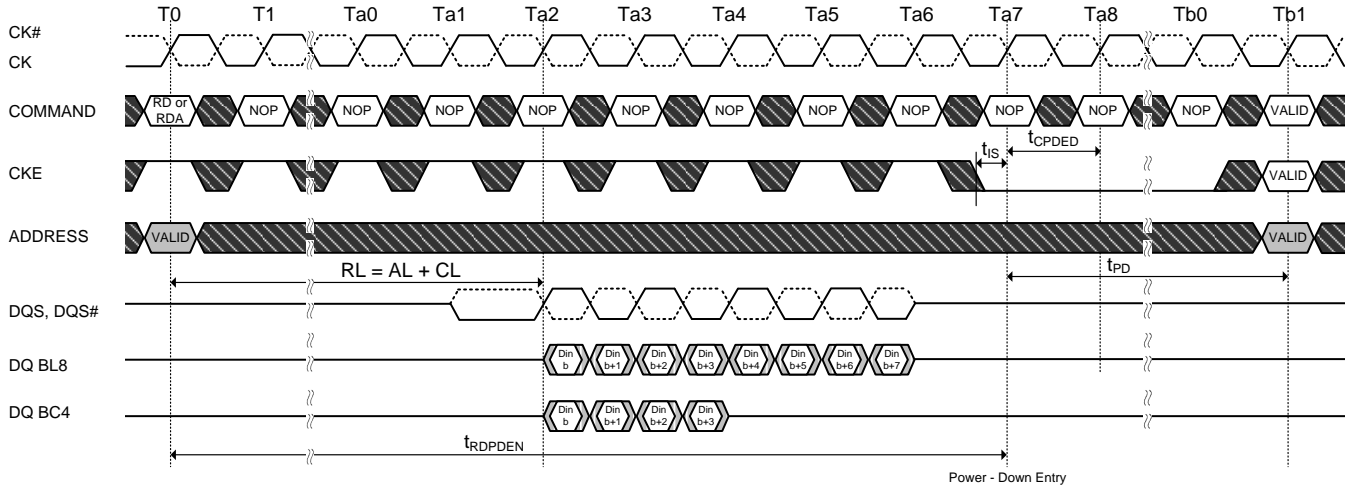 T0 T1 Ta0 Ta1 Ta2 Ta3 Ta4 Ta5 Ta6 Ta7 Ta8 Tb0 Tb1
CK#
CK
COMMAND RD or RDA NOP NOP NOP NOP NOP NOP NOP NOP NOP NOP NOP VALID
tIS tCPDED
CKE VALID
ADDRESS VALID VALID
RL = AL + CL tPD
DQS, DQS#
DQ BL8 Din b Din b+1 Din b+2 Din b+3 Din b+4 Din b+5 Din b+6 Din b+7
DQ BC4 Din b Din b+1 Din b+2 Din b+3
tRDPDEN
Power - Down Entry